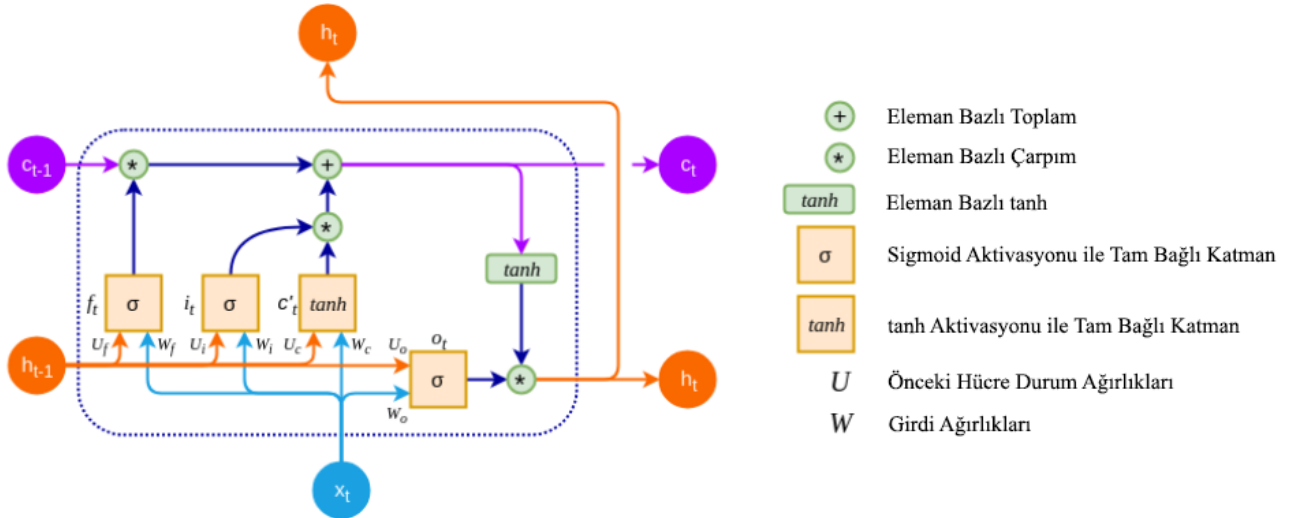 h_t
c_{t-1}
*
+
c_t
*
tanh
f_t
σ
i_t
σ
c'_t
tanh
U_f
W_f
U_i
W_i
U_c
W_c
U_o
o_t
h_{t-1}
σ
*
h_t
W_o
x_t
+ Eleman Bazlı Toplam
* Eleman Bazlı Çarpım
tanh Eleman Bazlı tanh
σ Sigmoid Aktivasyonu ile Tam Bağlı Katman
tanh tanh Aktivasyonu ile Tam Bağlı Katman
U Önceki Hücre Durum Ağırlıkları
W Girdi Ağırlıkları